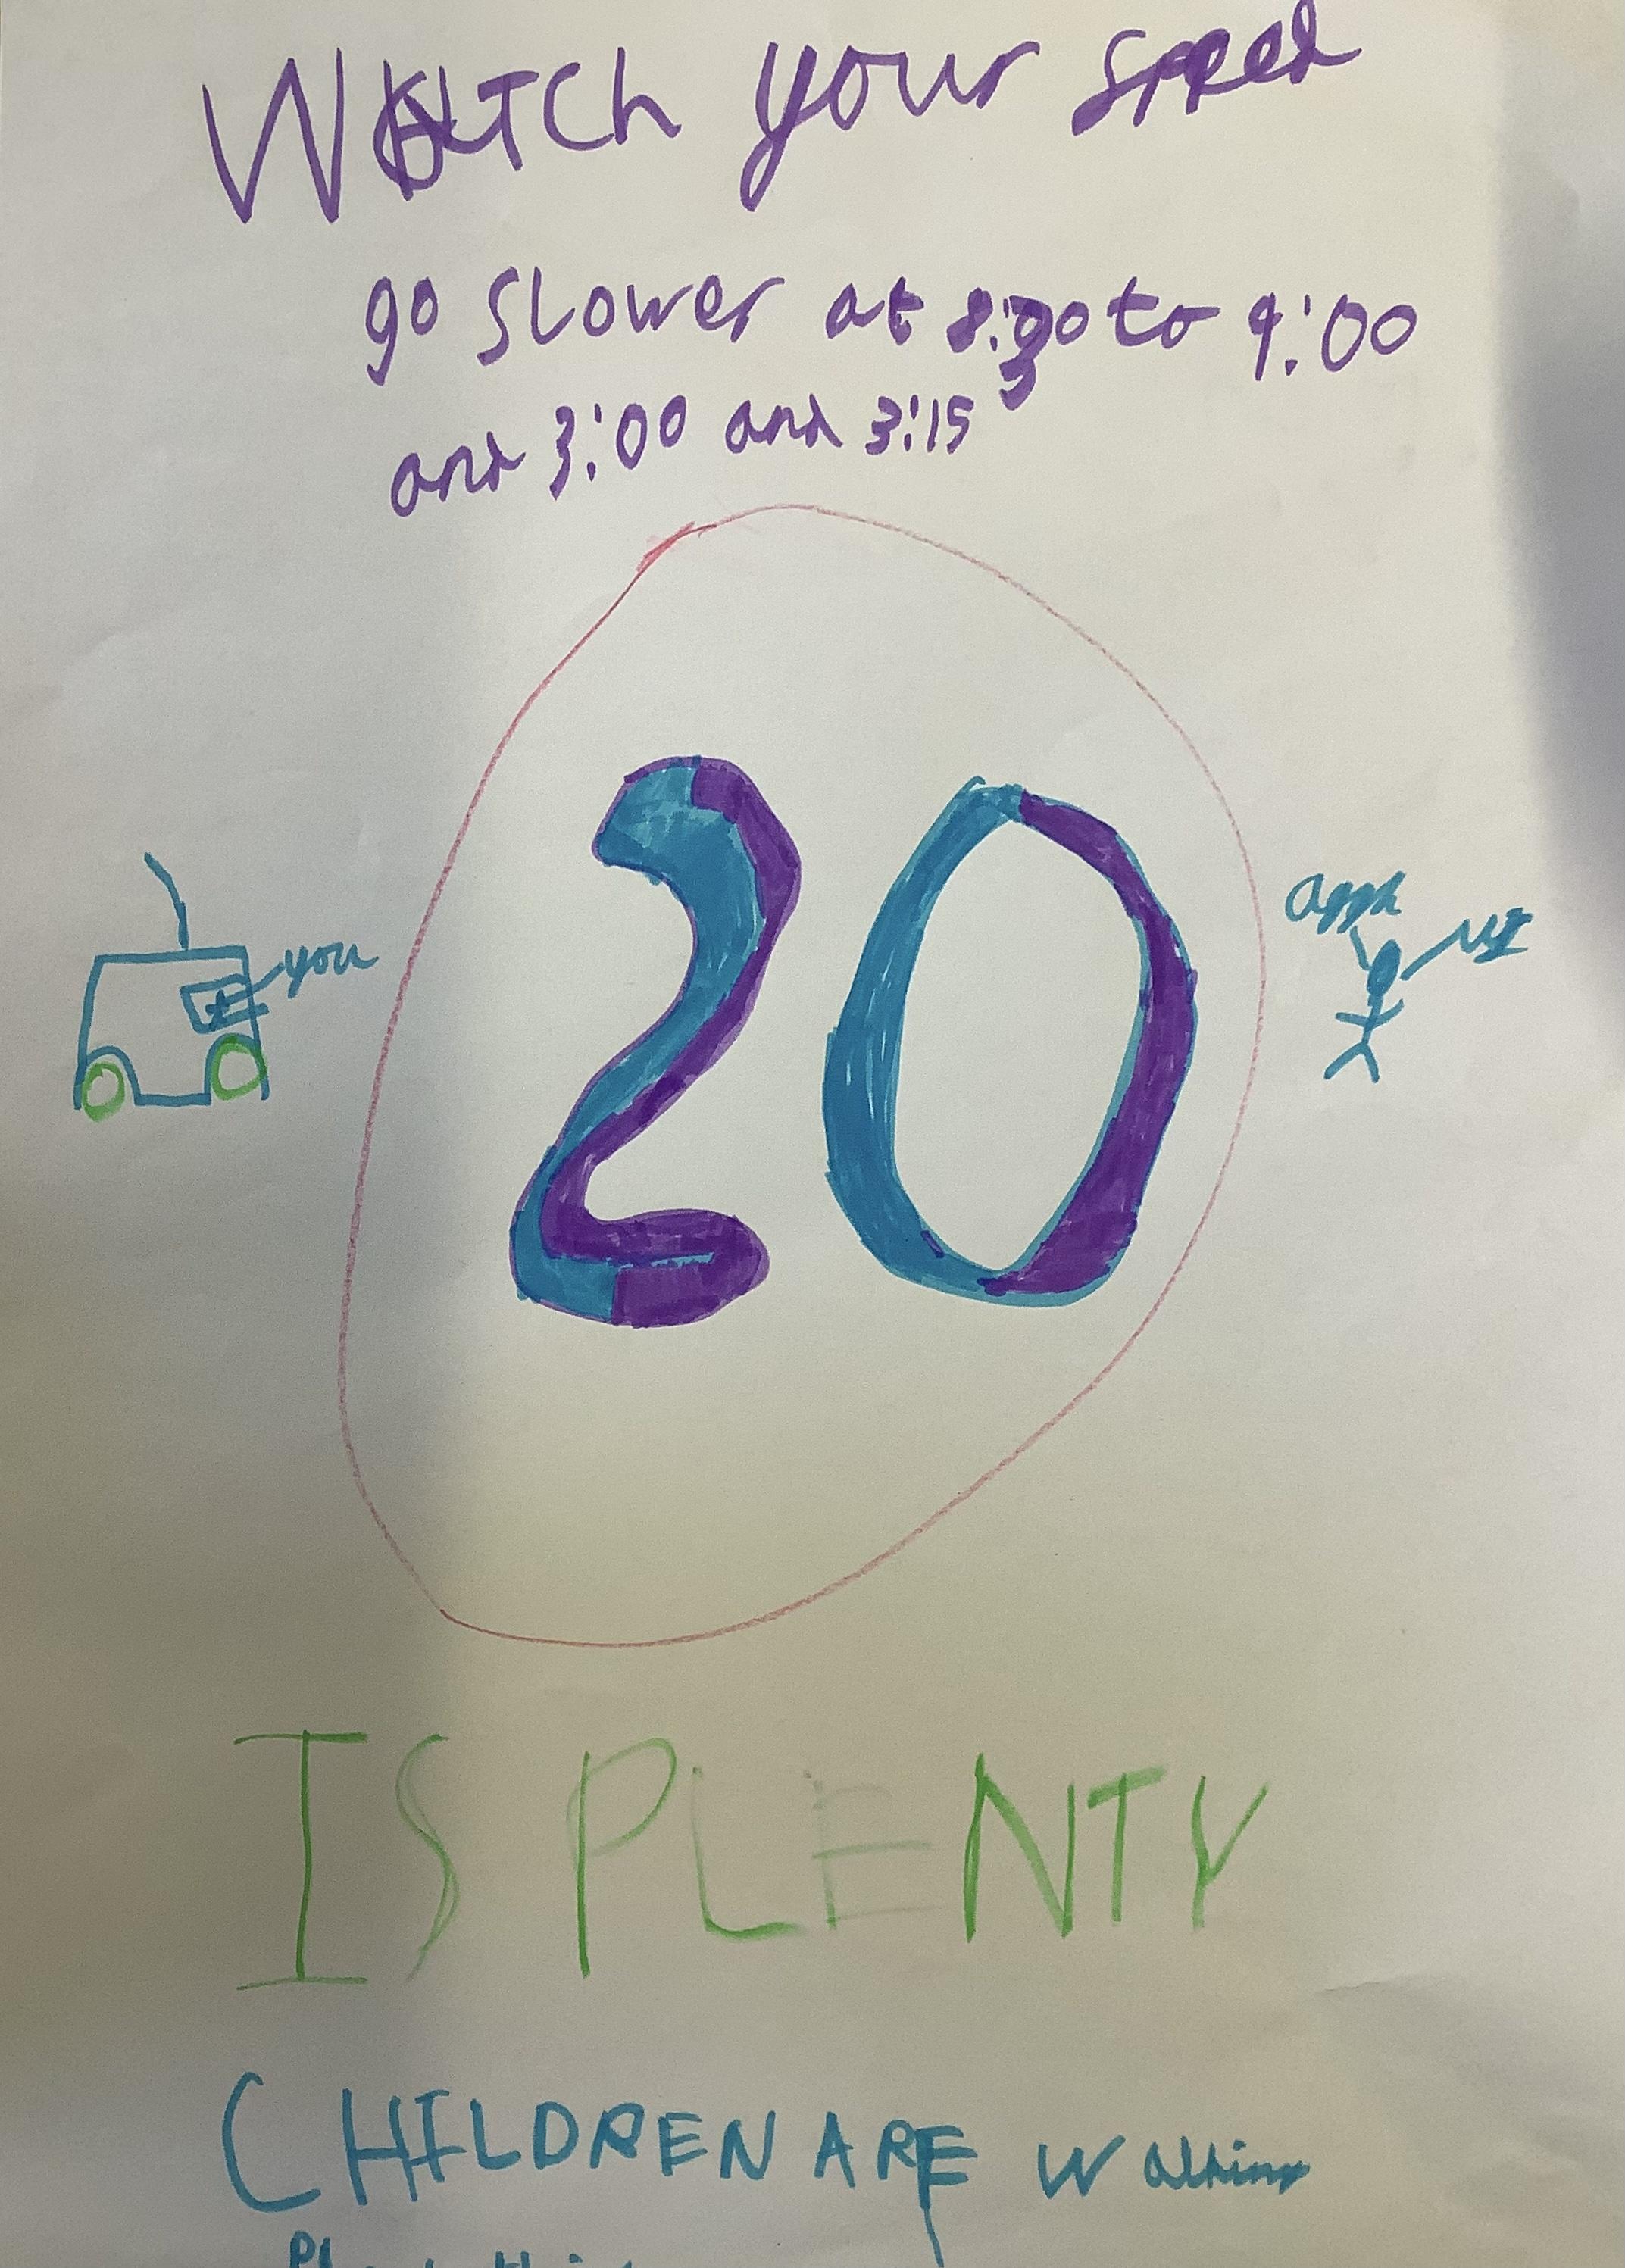 Watch your speed
go slower at 8:30 to 9:00
and 3:00 and 3:15
20
you
IS PLENTY
CHILDREN ARE walking